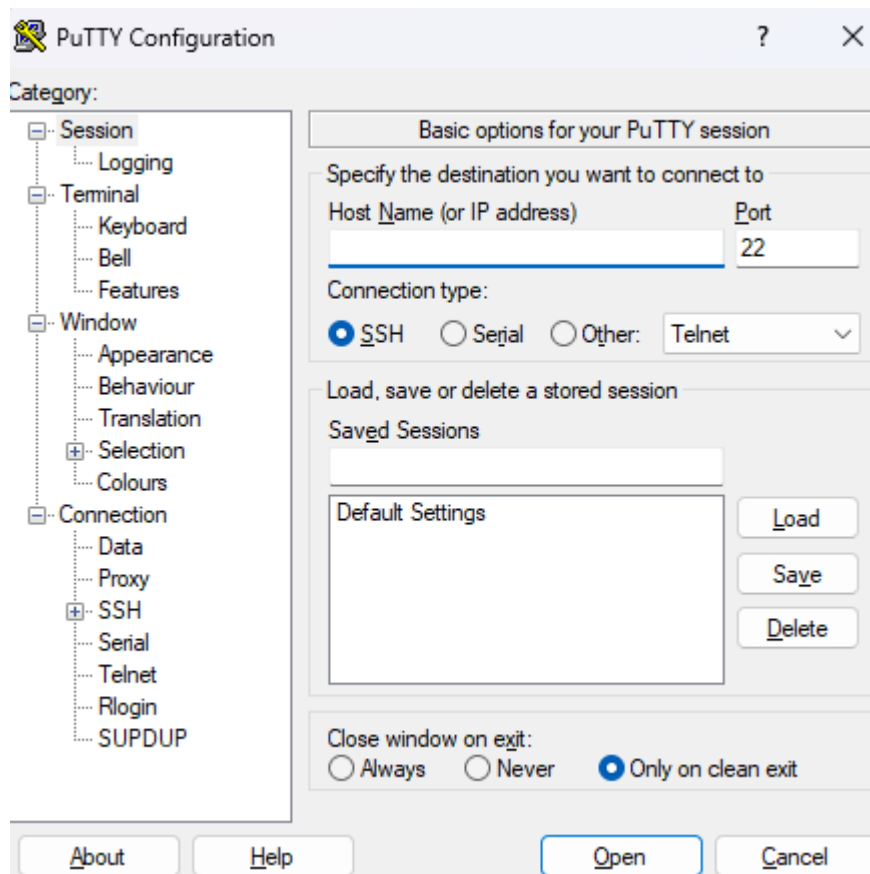 PuTTY Configuration ?
Category:
Session
Logging
Terminal
Keyboard
Bell
Features
Window
Appearance
Behaviour
Translation
Selection
Colours
Connection
Data
Proxy
SSH
Serial
Telnet
Rlogin
SUPDUP
Basic options for your PuTTY session
Specify the destination you want to connect to
Host Name (or IP address) Port
22
Connection type:
SSH Serial Other: Telnet
Load, save or delete a stored session
Saved Sessions
Default Settings
Load
Save
Delete
Close window on exit:
Always Never Only on clean exit
About Help Open Cancel